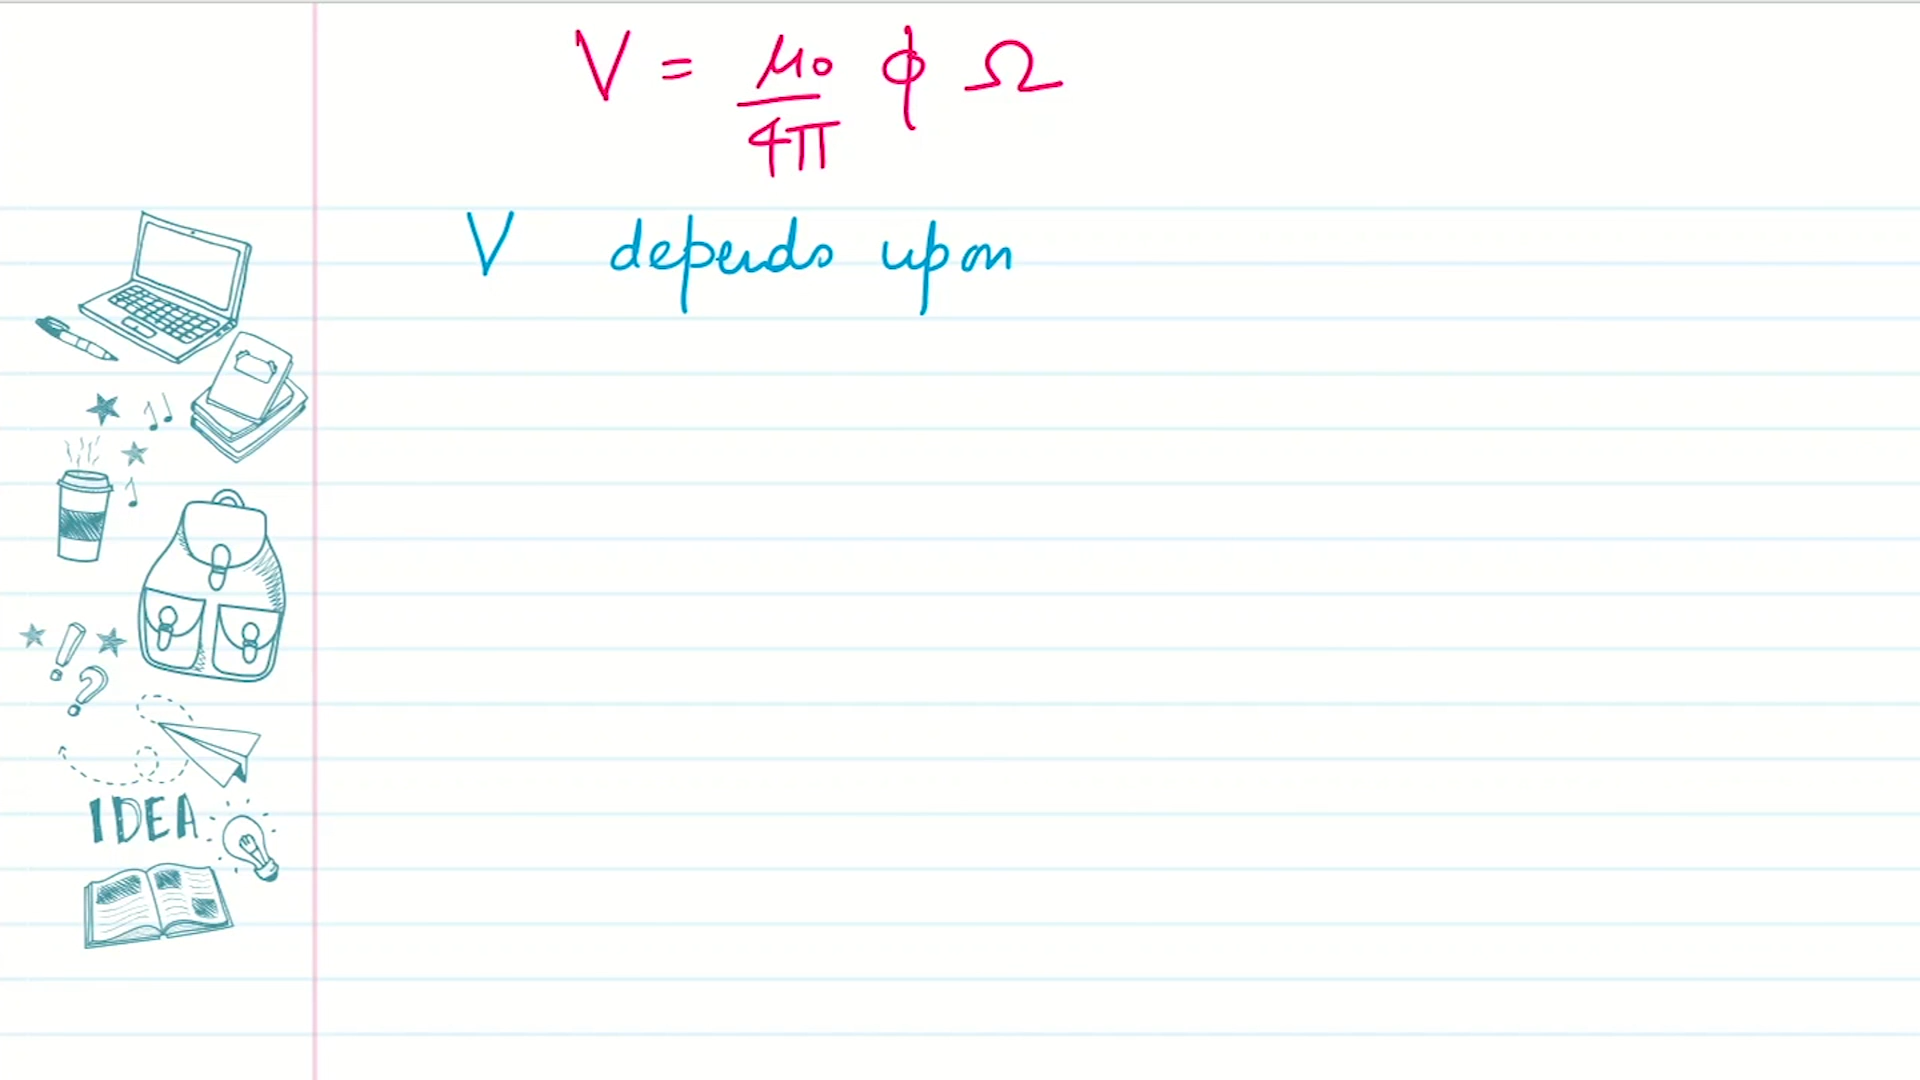 V = μ₀/4π ϕ Ω
V depends upon
IDEA